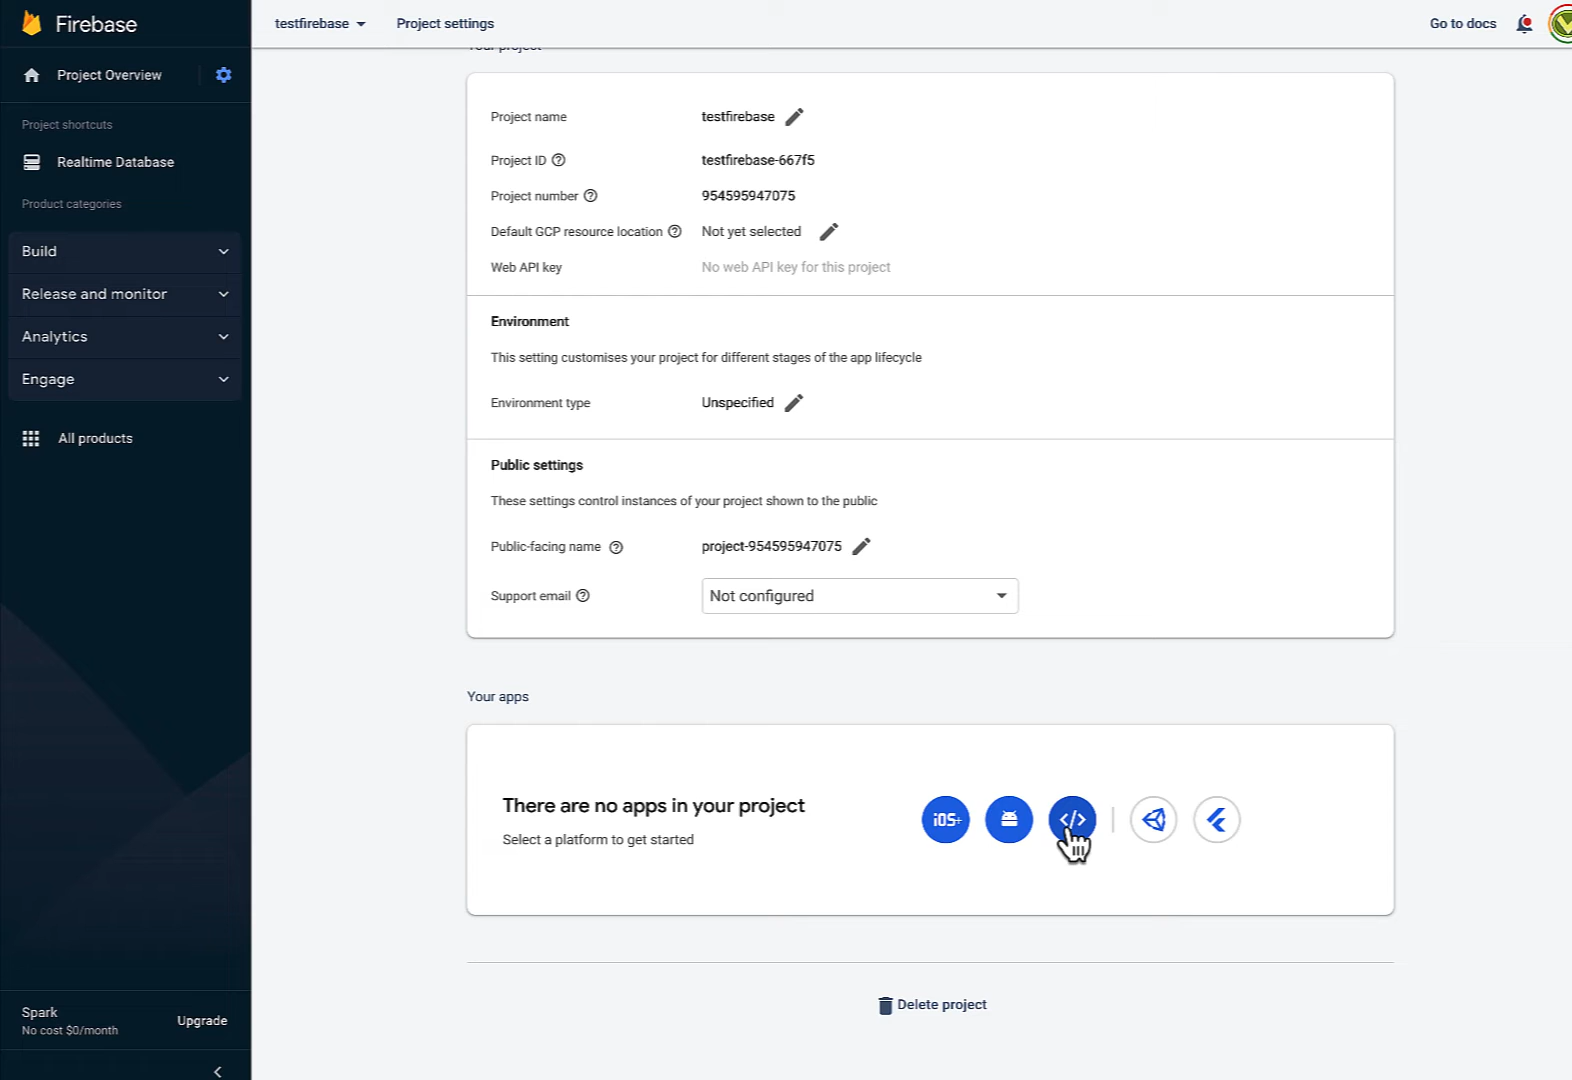 Firebase
testfirebase
Project settings
Go to docs
Project Overview
Project shortcuts
Realtime Database
Product categories
Build
Release and monitor
Analytics
Engage
All products
Spark
No cost $0/month
Upgrade
Your project
Project name
testfirebase
Project ID
testfirebase-667f5
Project number
954595947075
Default GCP resource location
Not yet selected
Web API key
No web API key for this project
Environment
This setting customises your project for different stages of the app lifecycle
Environment type
Unspecified
Public settings
These settings control instances of your project shown to the public
Public-facing name
project-954595947075
Support email
Not configured
Your apps
There are no apps in your project
Select a platform to get started
iOS+
</>
Delete project